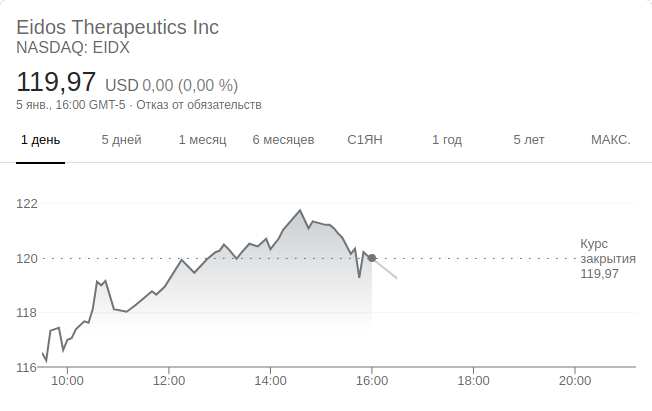 Eidos Therapeutics Inc
NASDAQ: EIDX
119,97 USD 0,00 (0,00 %)
5 янв., 16:00 GMT-5 · Отказ от обязательств
1 день 5 дней 1 месяц 6 месяцев С1ЯН 1 год 5 лет МАКС.
122
120
118
116
Курс
закрытия
119,97
10:00 12:00 14:00 16:00 18:00 20:00